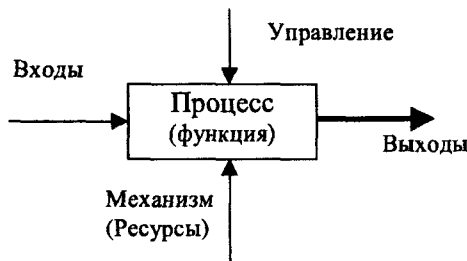 Управление
Входы
Процесс
(функция)
Выходы
Механизм
(Ресурсы)